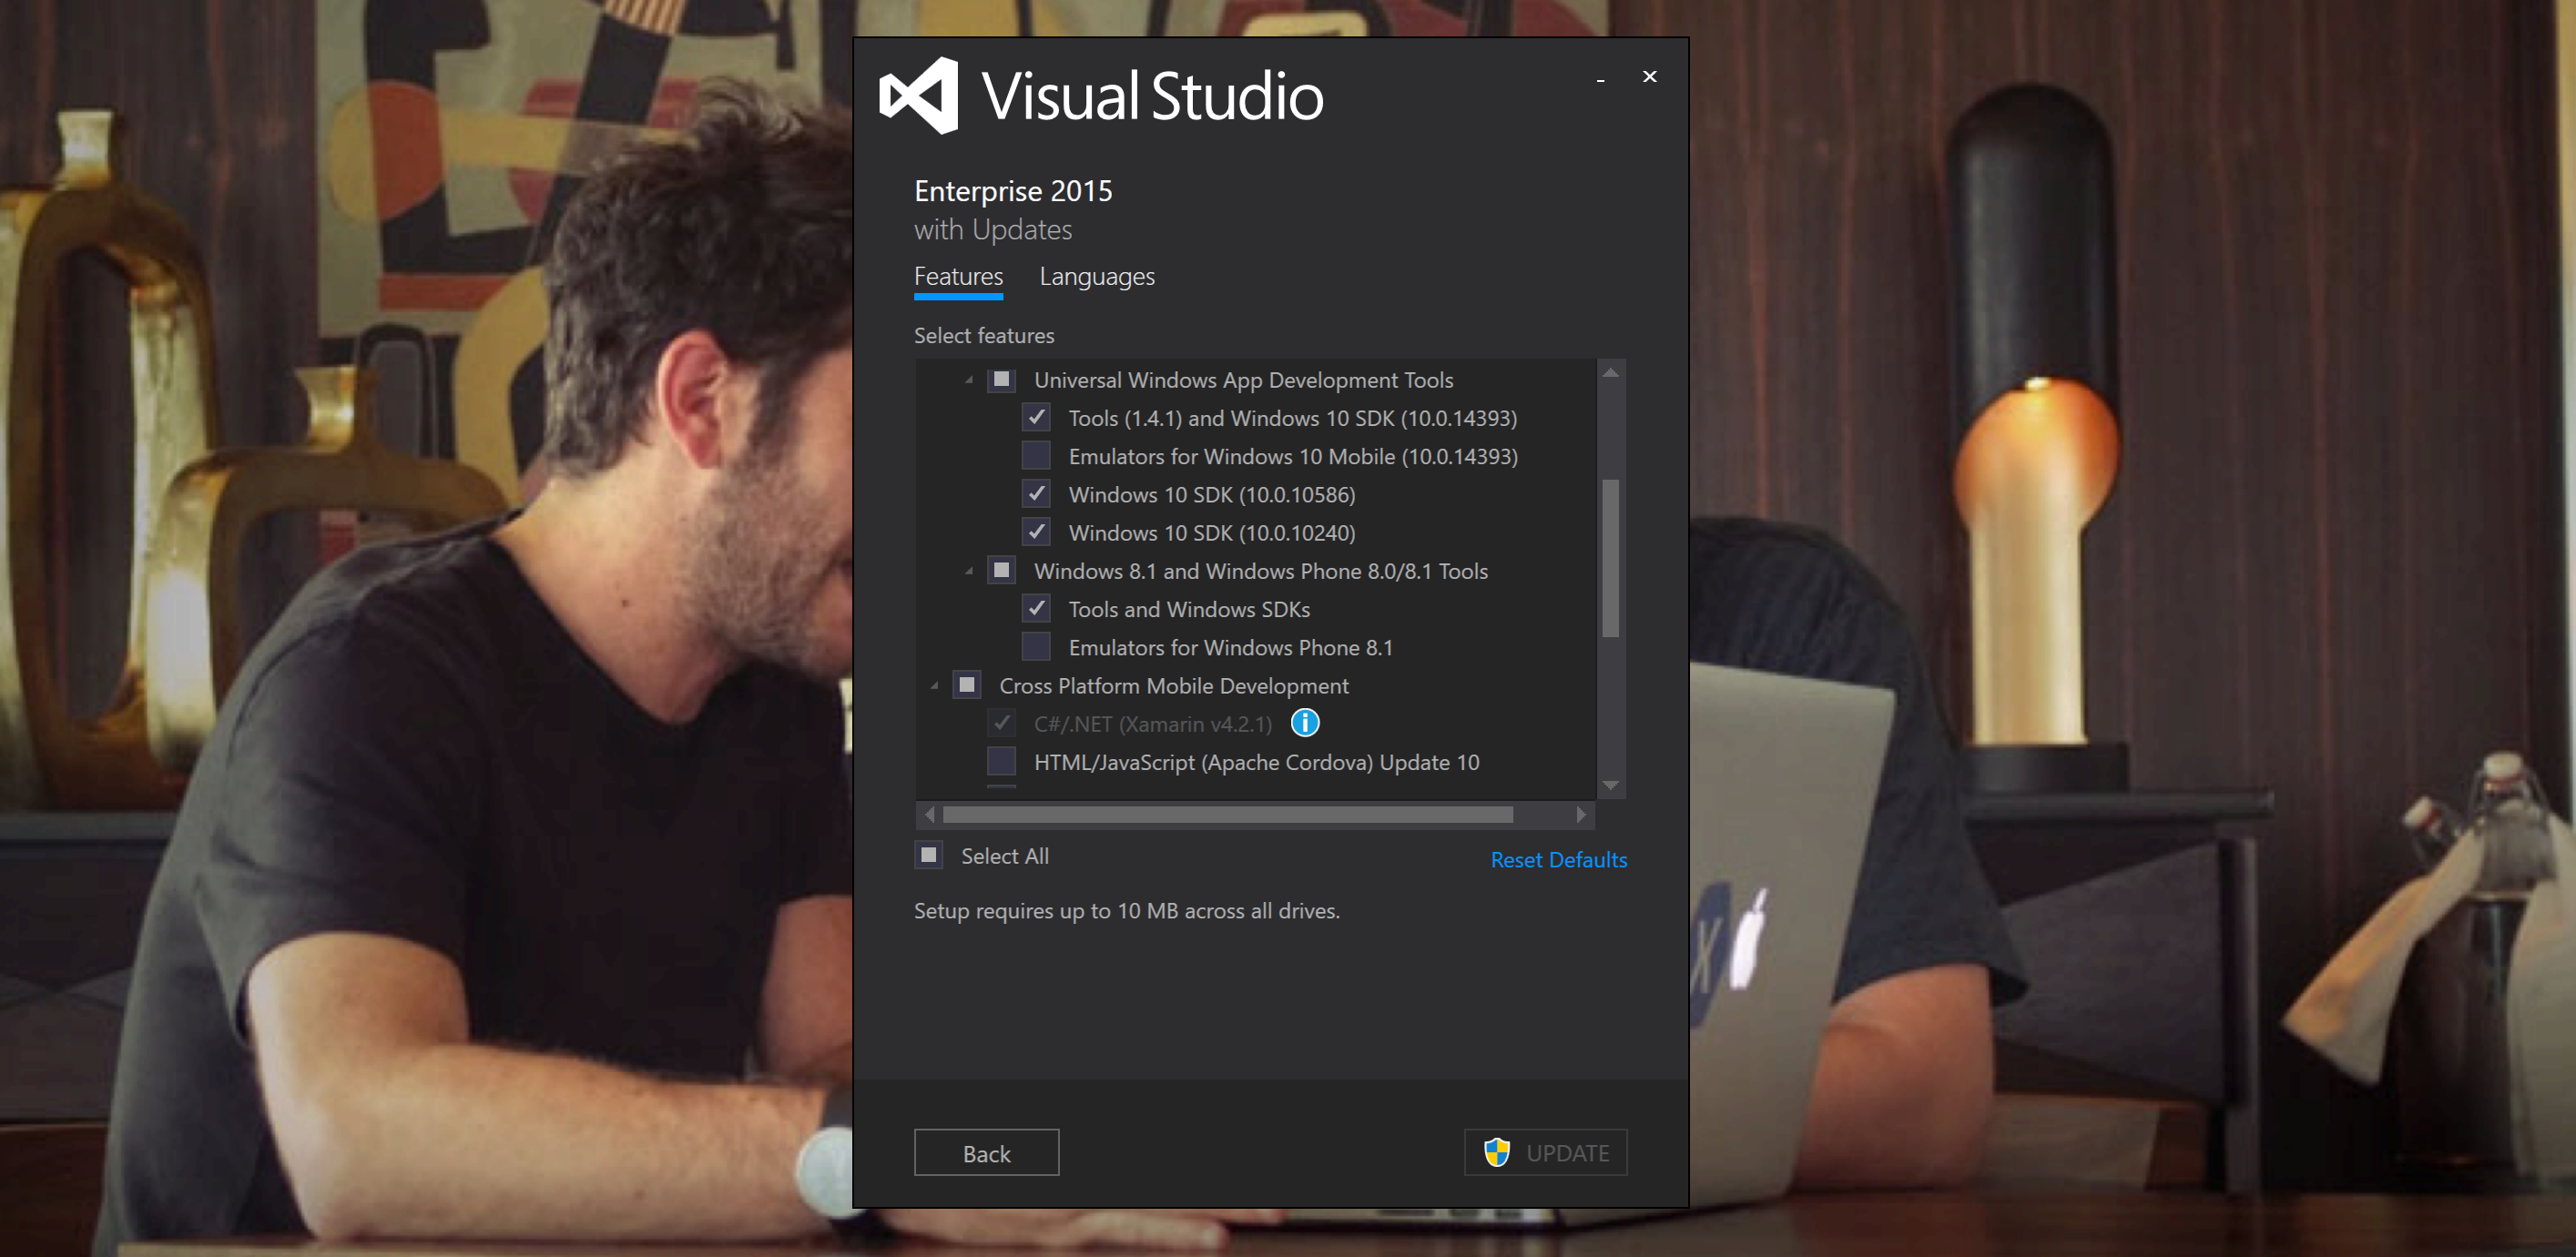 Visual Studio
Enterprise 2015
with Updates
Features Languages
Select features
Universal Windows App Development Tools
Tools (1.4.1) and Windows 10 SDK (10.0.14393)
Emulators for Windows 10 Mobile (10.0.14393)
Windows 10 SDK (10.0.10586)
Windows 10 SDK (10.0.10240)
Windows 8.1 and Windows Phone 8.0/8.1 Tools
Tools and Windows SDKs
Emulators for Windows Phone 8.1
Cross Platform Mobile Development
C#/.NET (Xamarin v4.2.1)
HTML/JavaScript (Apache Cordova) Update 10
Select All
Reset Defaults
Setup requires up to 10 MB across all drives.
Back
UPDATE